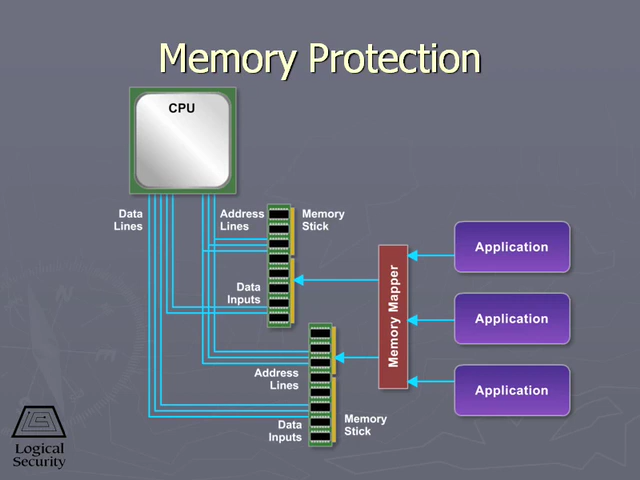 Memory Protection
CPU
Data
Lines
Address
Lines
Memory
Stick
Data
Inputs
Memory Mapper
Application
Application
Application
Address
Lines
Data
Inputs
Memory
Stick
Logical
Security